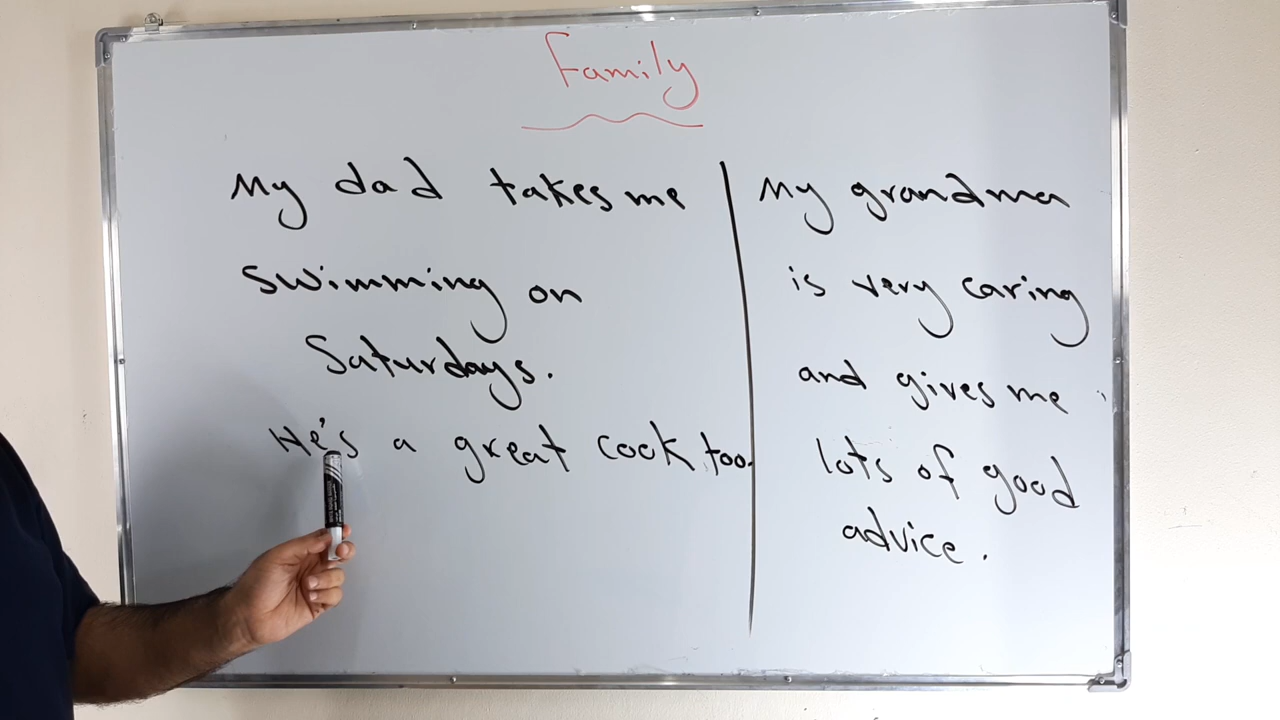 Family
My dad takes me
swimming on
Saturdays.
He's a great cook too.
My grandma
is very caring
and gives me
lots of good
advice.